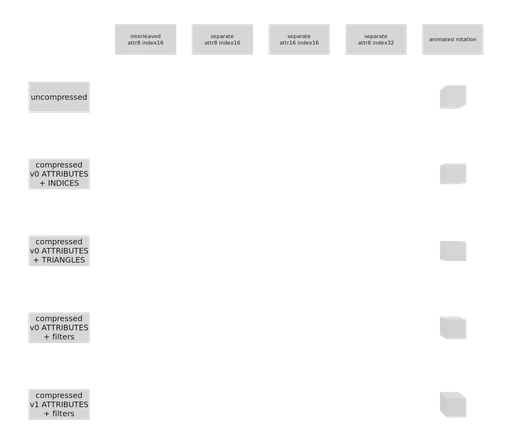 interleaved
attr8 index16
separate
attr8 index16
separate
attr16 index16
separate
attr8 index32
animated rotation
uncompressed
compressed
v0 ATTRIBUTES
+ INDICES
compressed
v0 ATTRIBUTES
+ TRIANGLES
compressed
v0 ATTRIBUTES
+ filters
compressed
v1 ATTRIBUTES
+ filters